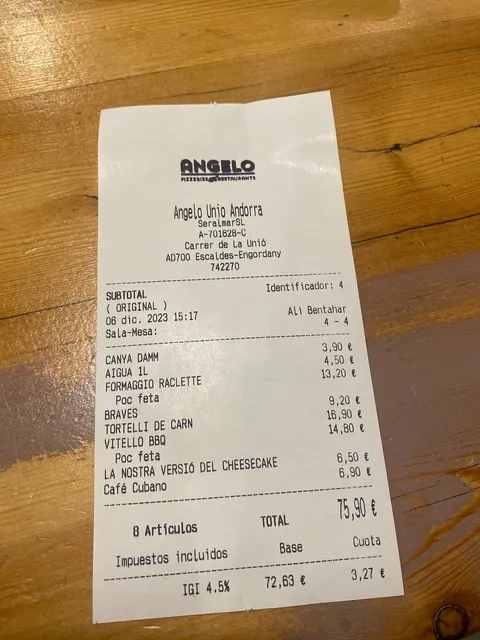 ANGELO
PIZZERIES RESTAURANTS
Angelo Unio Andorra
SeralmarSL
A-701828-C
Carrer de La Unió
AD700 Escaldes-Engordany
742270
SUBTOTAL Identificador: 4
( ORIGINAL )
06 dic. 2023 15:17 Ali Bentahar
Sala-Mesa: 4 - 4
CANYA DAMM 3,90 €
AIGUA 1L 4,50 €
FORMAGGIO RACLETTE 13,20 €
Poc feta
BRAVES 9,20 €
TORTELLI DE CARN 16,90 €
VITELLO BBQ 14,80 €
Poc feta
LA NOSTRA VERSIÓ DEL CHEESECAKE 6,50 €
Café Cubano 6,90 €
8 Artículos TOTAL 75,90 €
Impuestos incluidos Base Cuota
IGI 4.5% 72,63 € 3,27 €